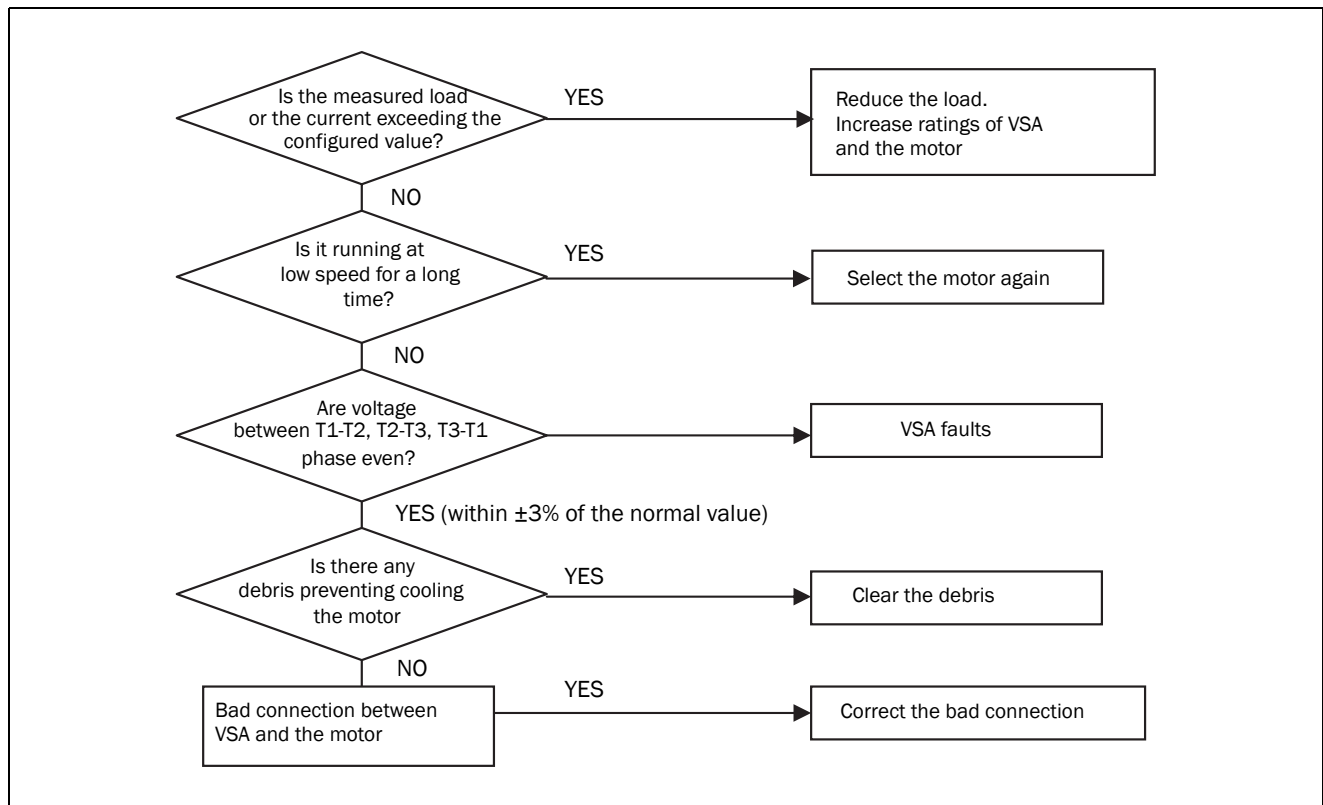 Is the measured load
or the current exceeding the
configured value?
YES
Reduce the load.
Increase ratings of VSA
and the motor
NO
Is it running at
low speed for a long
time?
YES
Select the motor again
NO
Are voltage
between T1-T2, T2-T3, T3-T1
phase even?
VSA faults
YES (within ±3% of the normal value)
Is there any
debris preventing cooling
the motor
YES
Clear the debris
NO
Bad connection between
VSA and the motor
YES
Correct the bad connection